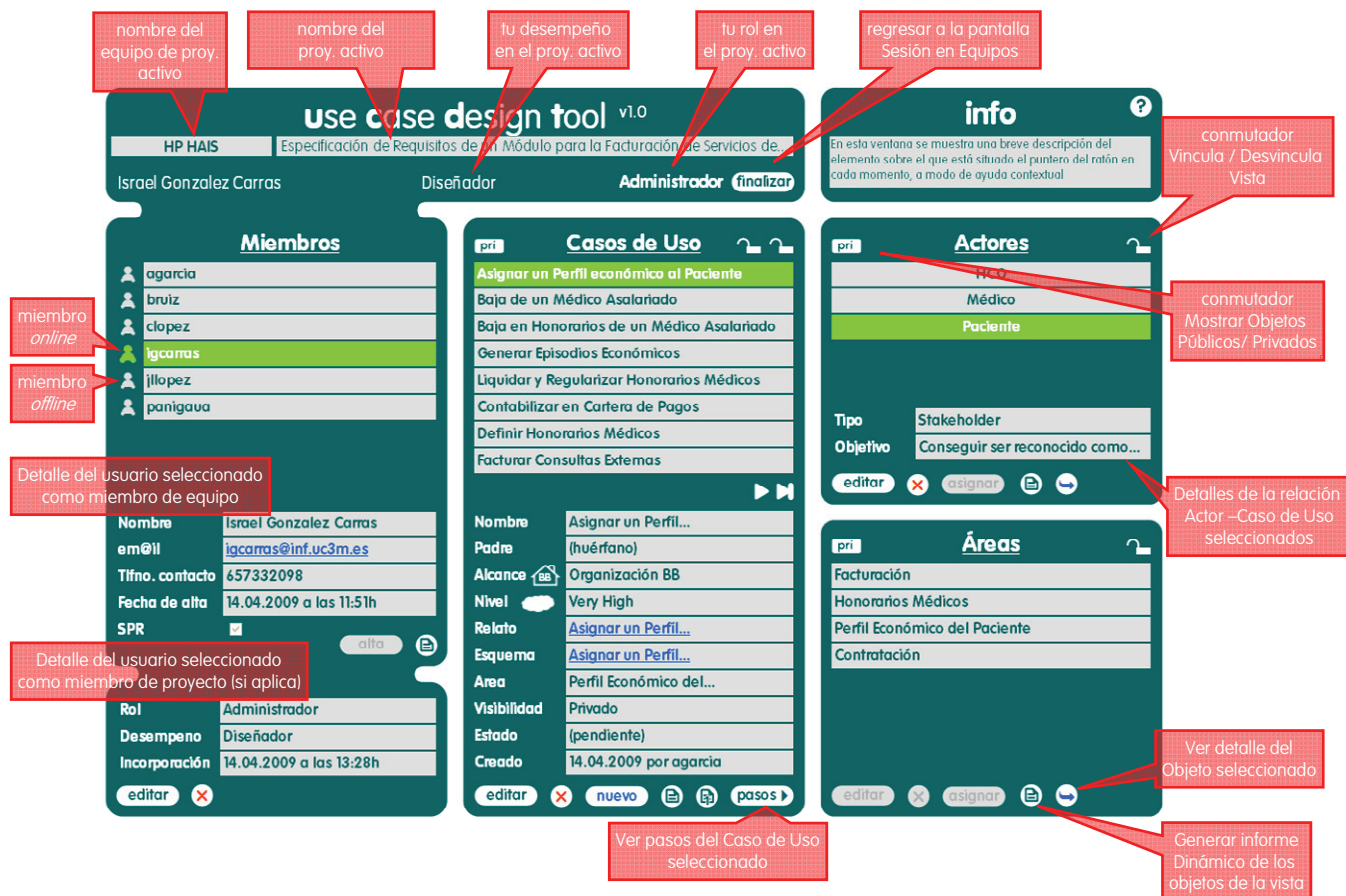 nombre del
equipo de proy.
activo
nombre del
proy. activo
tu desempeño
en el proy. activo
tu rol en
el proy. activo
regresar a la pantalla
Sesión en Equipos
use case design tool v1.0
HP HAIS
Especificación de Requisitos de un Módulo para la Facturación de Servicios de..
Israel Gonzalez Carras
Diseñador
Administrador
finalizar
info
?
En esta ventana se muestra una breve descripción del
elemento sobre el que está situado el puntero del ratón en
cada momento, a modo de ayuda contextual
conmutador
Vincula / Desvincula
Vista
Miembros
agarcia
bruiz
clopez
igcarras
jllopez
panigaua
miembro
online
miembro
offline
Detalle del usuario seleccionado
como miembro de equipo
Nombre
Israel Gonzalez Carras
em@il
igcarras@inf.uc3m.es
Tlfno. contacto
657332098
Fecha de alta
14.04.2009 a las 11:51h
SPR
alta
Detalle del usuario seleccionado
como miembro de proyecto (si aplica)
Rol
Administrador
Desempeno
Diseñador
Incorporación
14.04.2009 a las 13:28h
editar
pri
Casos de Uso
Asignar un Perfil económico al Paciente
Baja de un Médico Asalariado
Baja en Honorarios de un Médico Asalariado
Generar Episodios Económicos
Liquidar y Regularizar Honorarios Médicos
Contabilizar en Cartera de Pagos
Definir Honorarios Médicos
Facturar Consultas Externas
Nombre
Asignar un Perfil...
Padre
(huérfano)
Alcance
BB
Organización BB
Nivel
Very High
Relato
Asignar un Perfil...
Esquema
Asignar un Perfil...
Area
Perfil Económico del...
Visibilidad
Privado
Estado
(pendiente)
Creado
14.04.2009 por agarcia
editar
nuevo
pasos
Ver pasos del Caso de Uso
seleccionado
pri
Actores
HCO
Médico
Paciente
Tipo
Stakeholder
Objetivo
Conseguir ser reconocido como...
editar
asignar
conmutador
Mostrar Objetos
Públicos/ Privados
Detalles de la relación
Actor –Caso de Uso
seleccionados
pri
Áreas
Facturación
Honorarios Médicos
Perfil Económico del Paciente
Contratación
editar
asignar
Ver detalle del
Objeto seleccionado
Generar informe
Dinámico de los
objetos de la vista